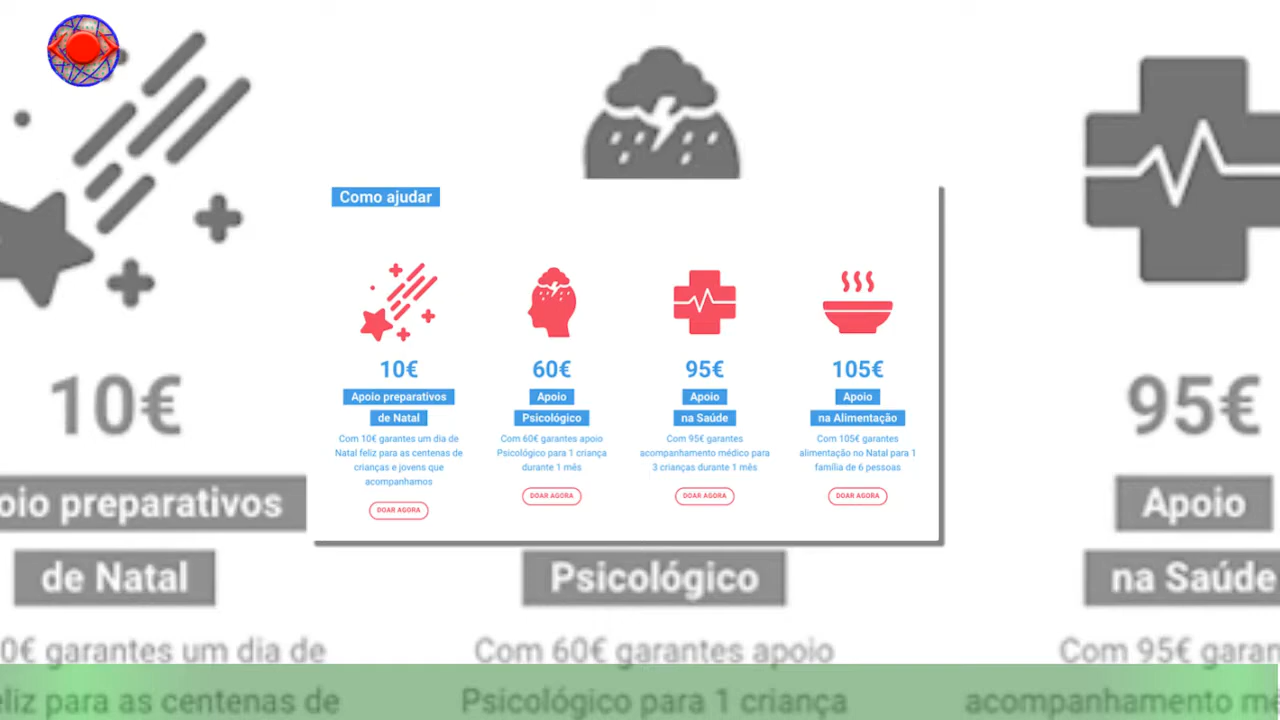 Como ajudar
10€
Apoio preparativos
de Natal
Com 10€ garantes um dia de
Natal feliz para as centenas de
crianças e jovens que
acompanhamos
DOAR AGORA
60€
Apoio
Psicológico
Com 60€ garantes apoio
Psicológico para 1 criança
durante 1 mês
DOAR AGORA
95€
Apoio
na Saúde
Com 95€ garantes
acompanhamento médico para
3 crianças durante 1 mês
DOAR AGORA
105€
Apoio
na Alimentação
Com 105€ garantes
alimentação no Natal para 1
família de 6 pessoas
DOAR AGORA
10€
oio preparativos
de Natal
0€ garantes um dia de
eliz para as centenas de
Psicológico
Com 60€ garantes apoio
Psicológico para 1 criança
95€
Apoio
na Saúde
Com 95€ garan
acompanhamento mé